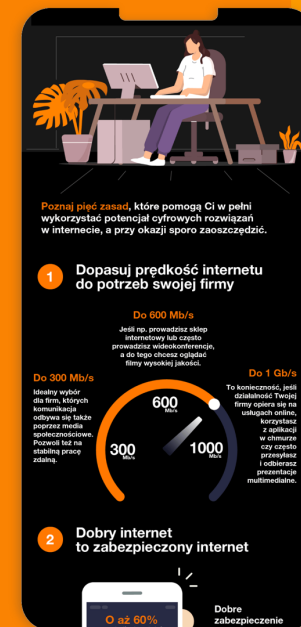 Poznaj pięć zasad, które pomogą Ci w pełni
wykorzystać potencjał cyfrowych rozwiązań
w internecie, a przy okazji sporo zaoszczędzić.
1
Dopasuj prędkość internetu
do potrzeb swojej firmy
Do 600 Mb/s
Jeśli np. prowadzisz sklep
internetowy lub często
prowadzisz wideokonferencje,
a do tego chcesz oglądać
filmy wysokiej jakości.
Do 300 Mb/s
Idealny wybór
dla firm, których
komunikacja
odbywa się także
poprzez media
społecznościowe.
Pozwoli też na
stabilną pracę
zdalną.
Do 1 Gb/s
To konieczność, jeśli
działalność Twojej
firmy opiera się na
usługach online,
korzystasz
z aplikacji
w chmurze
czy często
przesyłasz
i odbierasz
prezentacje
multimedialne.
600
Mb/s
300
Mb/s
1000
Mb/s
2
Dobry internet
to zabezpieczony internet
O aż 60%
Dobre
zabezpieczenie